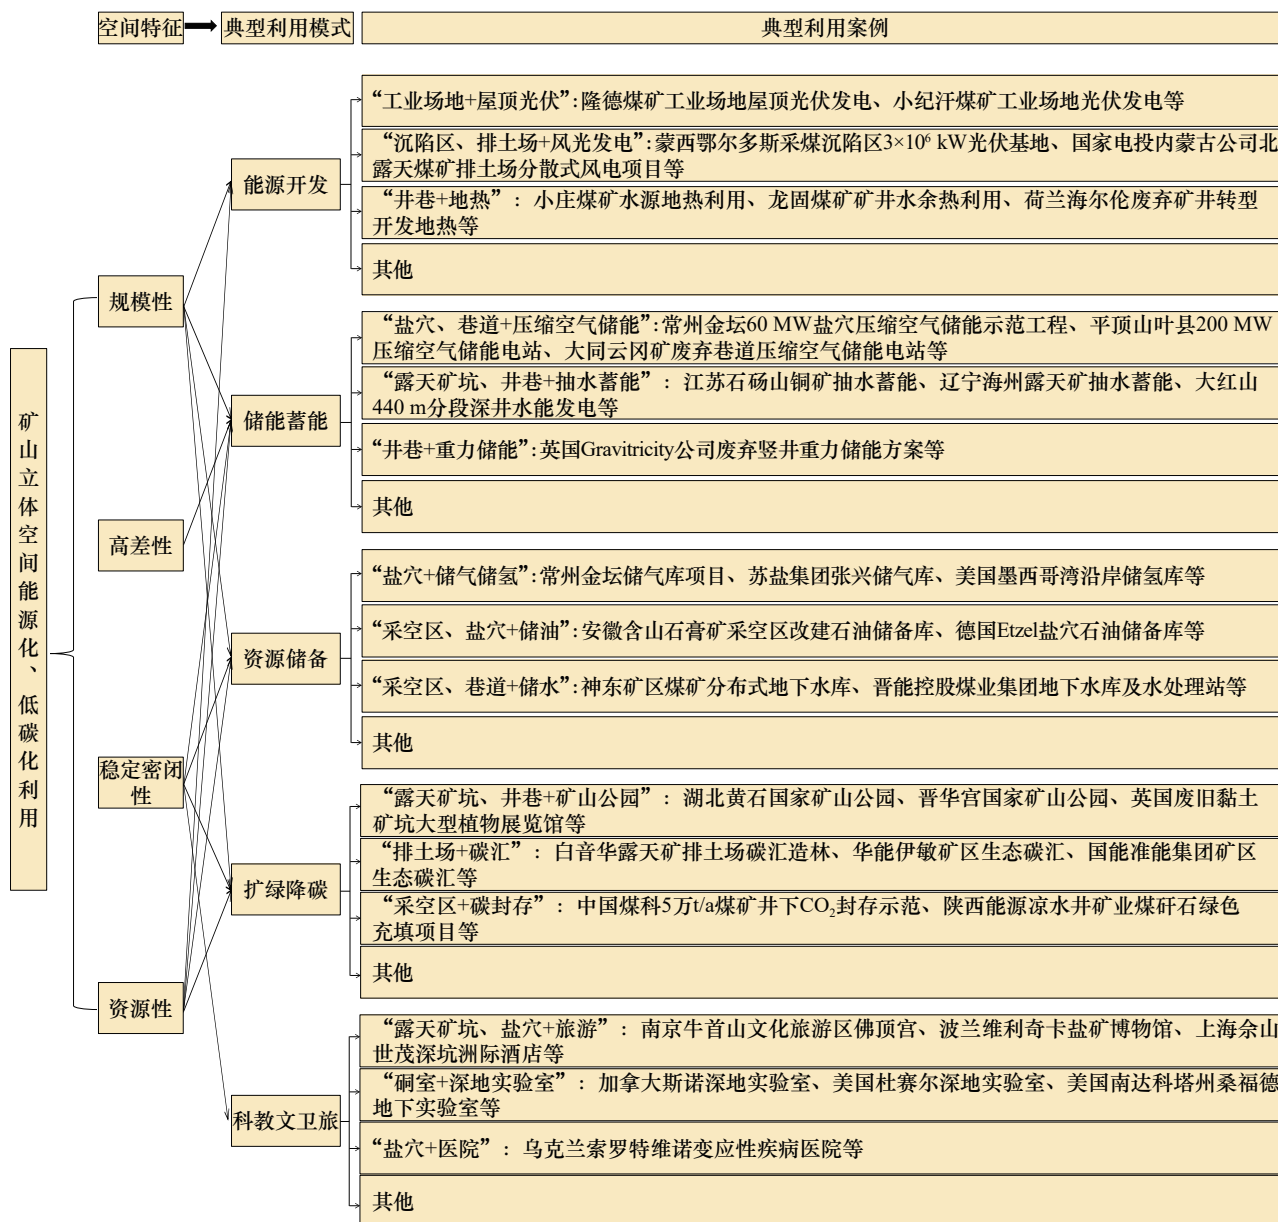 空间特征
典型利用模式
典型利用案例
矿山立体空间能源化、低碳化利用
规模性
高差性
稳定密闭
性
资源性
能源开发
“工业场地+屋顶光伏”:隆德煤矿工业场地屋顶光伏发电、小纪汗煤矿工业场地光伏发电等
“沉陷区、排土场+风光发电”:蒙西鄂尔多斯采煤沉陷区3×10⁶ kW光伏基地、国家电投内蒙古公司北
露天煤矿排土场分散式风电项目等
“井巷+地热”: 小庄煤矿水源地热利用、龙固煤矿矿井水余热利用、荷兰海尔伦废弃矿井转型
开发地热等
其他
储能蓄能
“盐穴、巷道+压缩空气储能”:常州金坛60 MW盐穴压缩空气储能示范工程、平顶山叶县200 MW
压缩空气储能电站、大同云冈矿废弃巷道压缩空气储能电站等
“露天矿坑、井巷+抽水蓄能”: 江苏石砀山铜矿抽水蓄能、辽宁海州露天矿抽水蓄能、大红山
440 m分段深井水能发电等
“井巷+重力储能”:英国Gravitricity公司废弃竖井重力储能方案等
其他
资源储备
“盐穴+储气储氢”:常州金坛储气库项目、苏盐集团张兴储气库、美国墨西哥湾沿岸储氢库等
“采空区、盐穴+储油”:安徽含山石膏矿采空区改建石油储备库、德国Etzel盐穴石油储备库等
“采空区、巷道+储水”:神东矿区煤矿分布式地下水库、晋能控股煤业集团地下水库及水处理站等
其他
扩绿降碳
“露天矿坑、井巷+矿山公园”: 湖北黄石国家矿山公园、晋华宫国家矿山公园、英国废旧黏土
矿坑大型植物展览馆等
“排土场+碳汇”: 白音华露天矿排土场碳汇造林、华能伊敏矿区生态碳汇、国能准能集团矿区
生态碳汇等
“采空区+碳封存”: 中国煤科5万t/a煤矿井下CO₂封存示范、陕西能源凉水井矿业煤矸石绿色
充填项目等
其他
科教文卫旅
“露天矿坑、盐穴+旅游”: 南京牛首山文化旅游区佛顶宫、波兰维利奇卡盐矿博物馆、上海佘山
世茂深坑洲际酒店等
“硐室+深地实验室”: 加拿大斯诺深地实验室、美国杜赛尔深地实验室、美国南达科塔州桑福德
地下实验室等
“盐穴+医院”: 乌克兰索罗特维诺变应性疾病医院等
其他